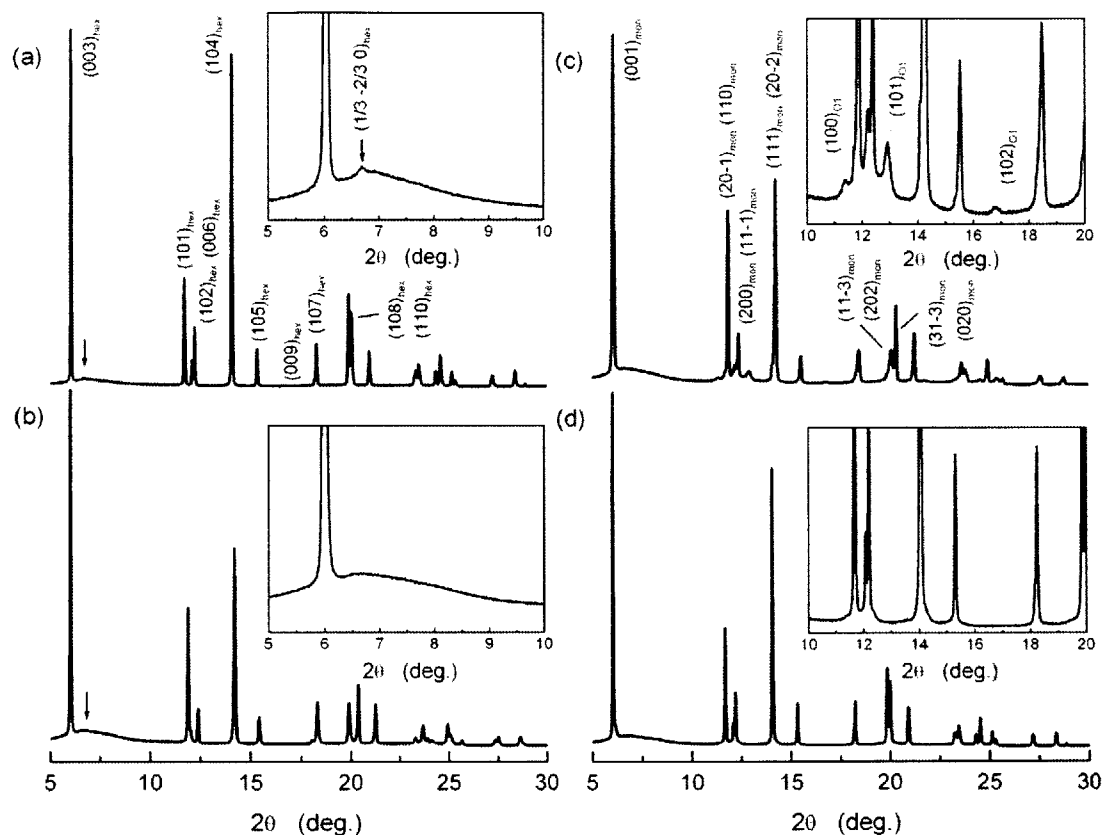 (a)
(003)hex
(101)hex
(102)hex (006)hex
(104)hex
(105)hex
(009)hex
(107)hex
(108)hex
(110)hex
(1/3 -2/3 0)hex
5 6 7 8 9 10
2θ (deg.)
(c)
(001)mon
(20-1)mon (110)mon
(200)mon (11-1)mon
(111)mon (20-2)mon
(11-3)mon
(202)mon
(31-3)mon
(020)mon
(100)O1
(101)O1
(102)O1
10 12 14 16 18 20
2θ (deg.)
(b)
5 6 7 8 9 10
2θ (deg.)
5 10 15 20 25 30
2θ (deg.)
(d)
10 12 14 16 18 20
2θ (deg.)
5 10 15 20 25 30
2θ (deg.)